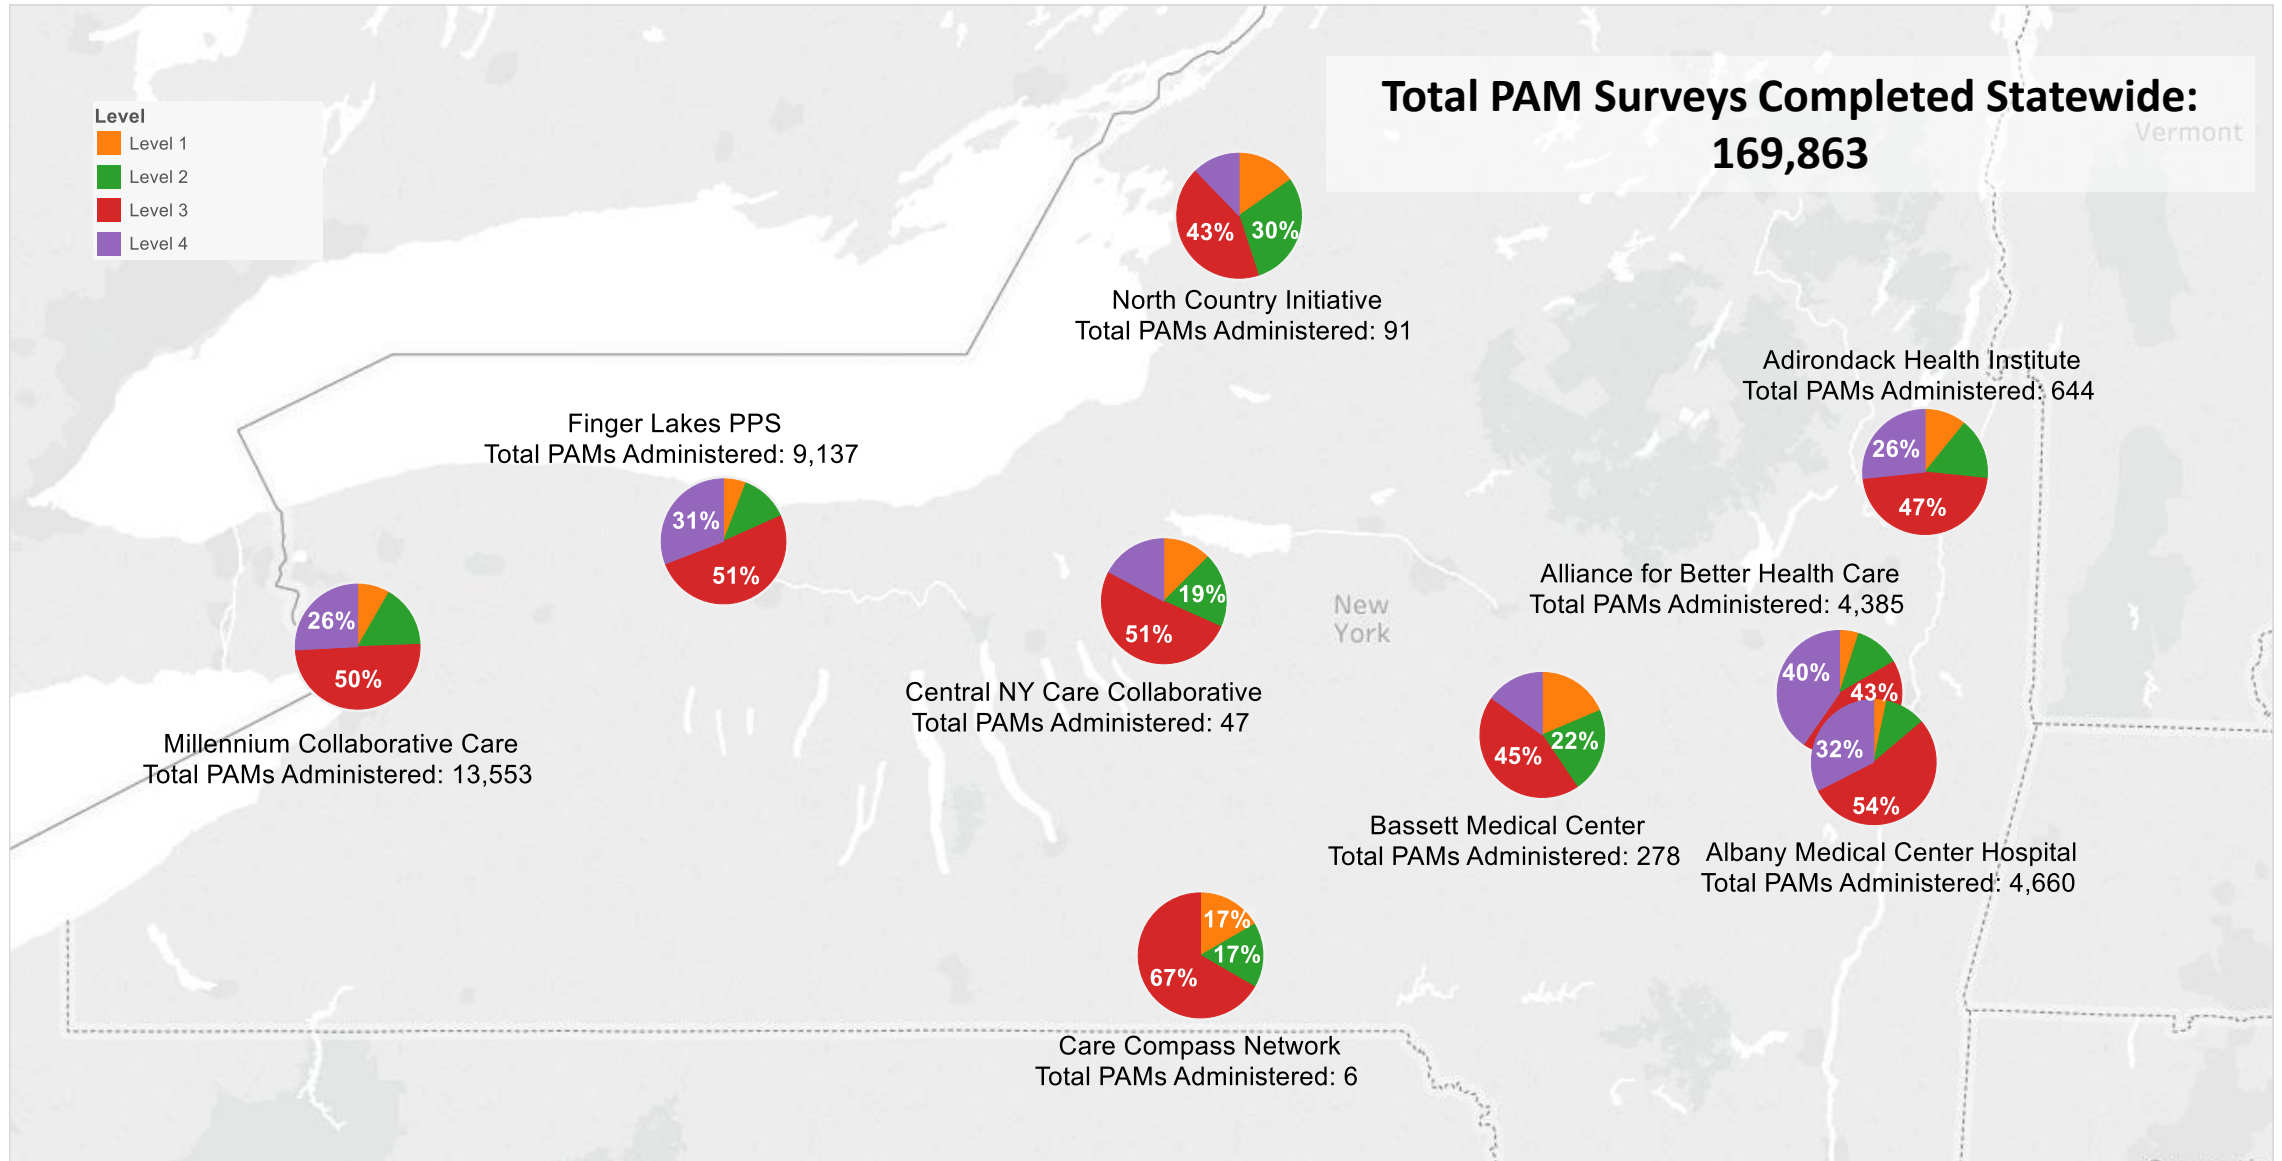 Total PAM Surveys Completed Statewide:
169,863
Vermont
Level
Level 1
Level 2
Level 3
Level 4
43%
30%
North Country Initiative
Total PAMs Administered: 91
Adirondack Health Institute
Total PAMs Administered: 644
26%
47%
Finger Lakes PPS
Total PAMs Administered: 9,137
31%
51%
19%
51%
Central NY Care Collaborative
Total PAMs Administered: 47
New
York
Alliance for Better Health Care
Total PAMs Administered: 4,385
40%
43%
26%
50%
Millennium Collaborative Care
Total PAMs Administered: 13,553
22%
45%
Bassett Medical Center
Total PAMs Administered: 278
32%
54%
Albany Medical Center Hospital
Total PAMs Administered: 4,660
17%
17%
67%
Care Compass Network
Total PAMs Administered: 6